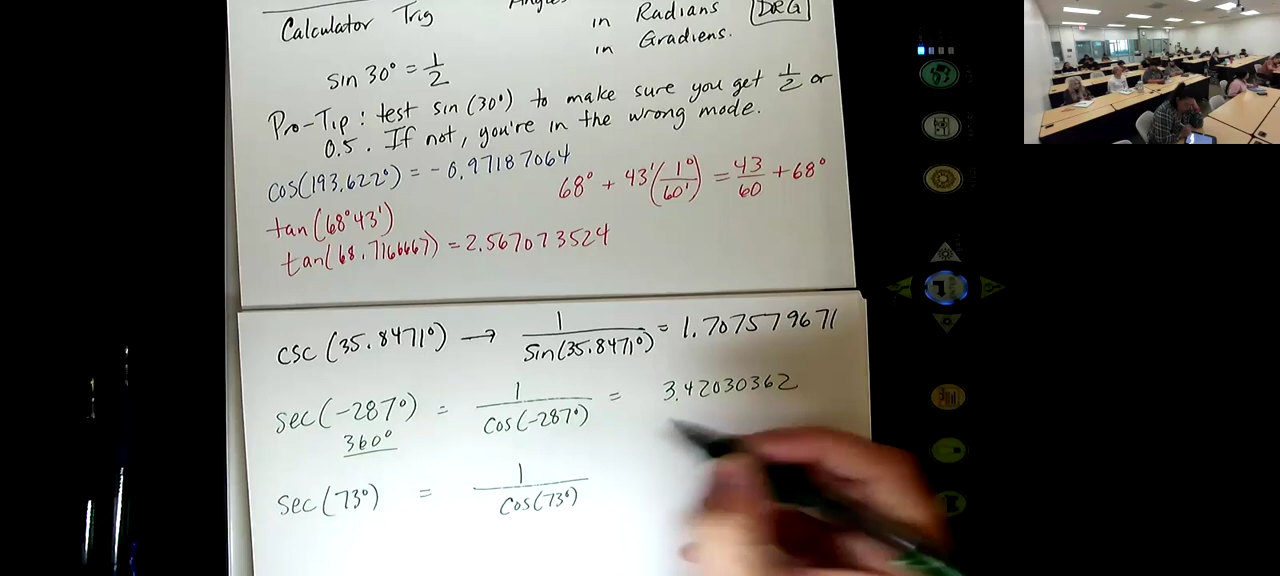 Calculator Trig
Angles
in Radians
DRG
in Gradiens.
sin 30° = 1/2
Pro-Tip: test sin(30°) to make sure you get 1/2 or
0.5. If not, you're in the wrong mode.
cos(193.622°) = -0.97187064
68° + 43'(1°/60') = 43/60 + 68°
tan(68°43')
tan(68.7166667) = 2.567073524
csc(35.8471°) → 1/sin(35.8471°) = 1.707579671
sec(-287°) = 1/cos(-287°) = 3.42030362
360°
sec(73°) = 1/cos(73°)